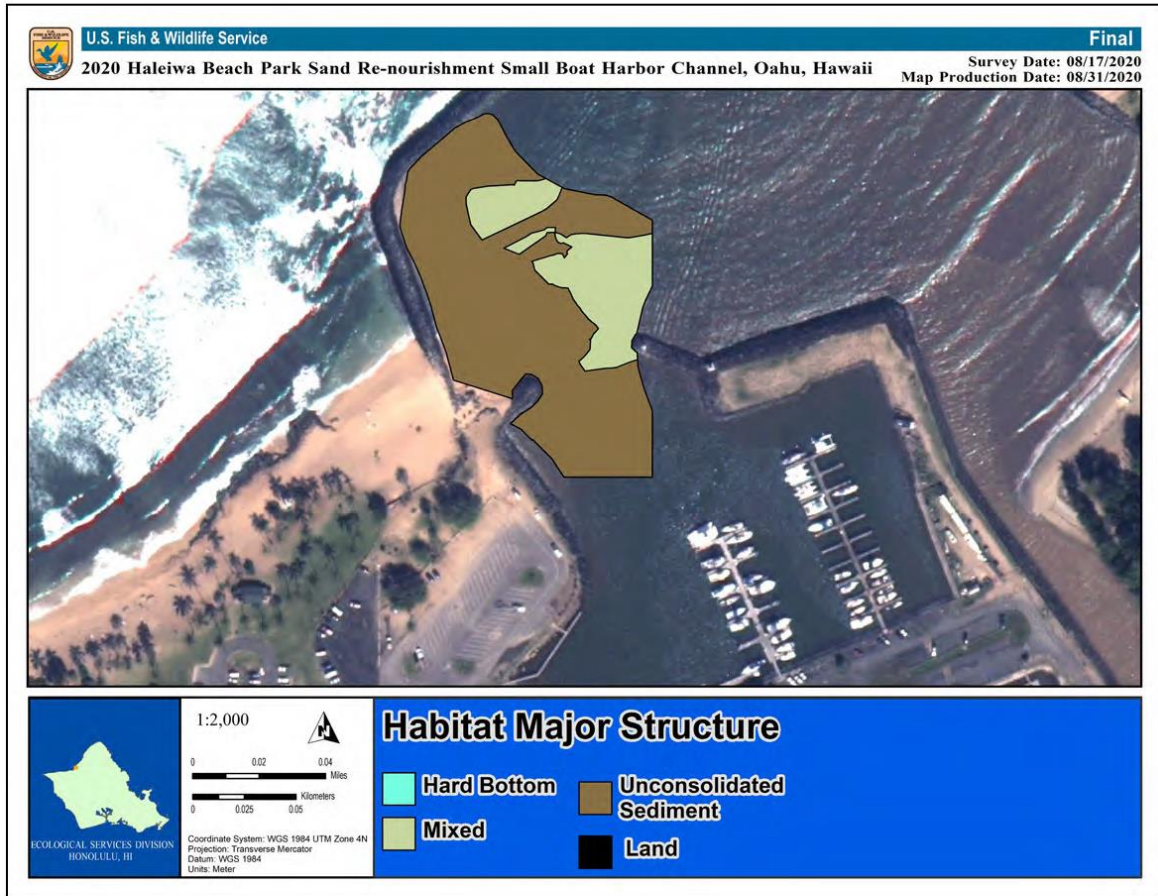 U.S. Fish & Wildlife Service
Final
2020 Haleiwa Beach Park Sand Re-nourishment Small Boat Harbor Channel, Oahu, Hawaii
Survey Date: 08/17/2020
Map Production Date: 08/31/2020
ECOLOGICAL SERVICES DIVISION
HONOLULU, HI
1:2,000
N
0 0.02 0.04
Miles
Kilometers
0 0.025 0.05
Coordinate System: WGS 1984 UTM Zone 4N
Projection: Transverse Mercator
Datum: WGS 1984
Units: Meter
Habitat Major Structure
Hard Bottom
Mixed
Unconsolidated
Sediment
Land